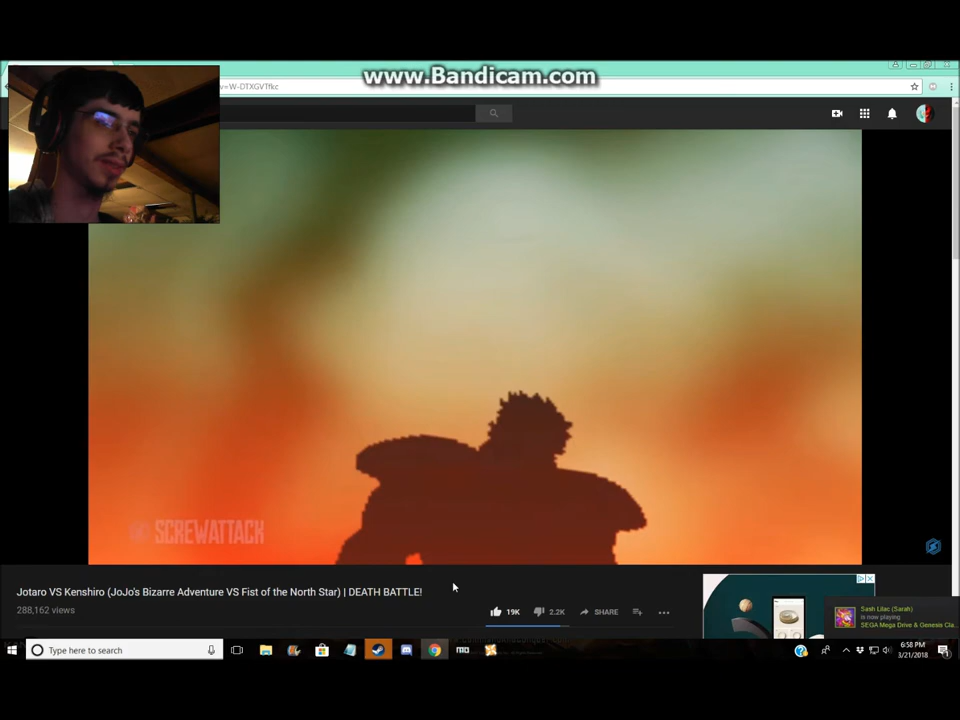 www.Bandicam.com
v=W-DTXGVTfkc
SCREWATTACK
Jotaro VS Kenshiro (JoJo's Bizarre Adventure VS Fist of the North Star) | DEATH BATTLE!
288,162 views
19K
2.2K
SHARE
Sash Lilac (Sarah)
is now playing
SEGA Mega Drive & Genesis Cla...
Type here to search
6:58 PM
3/21/2018